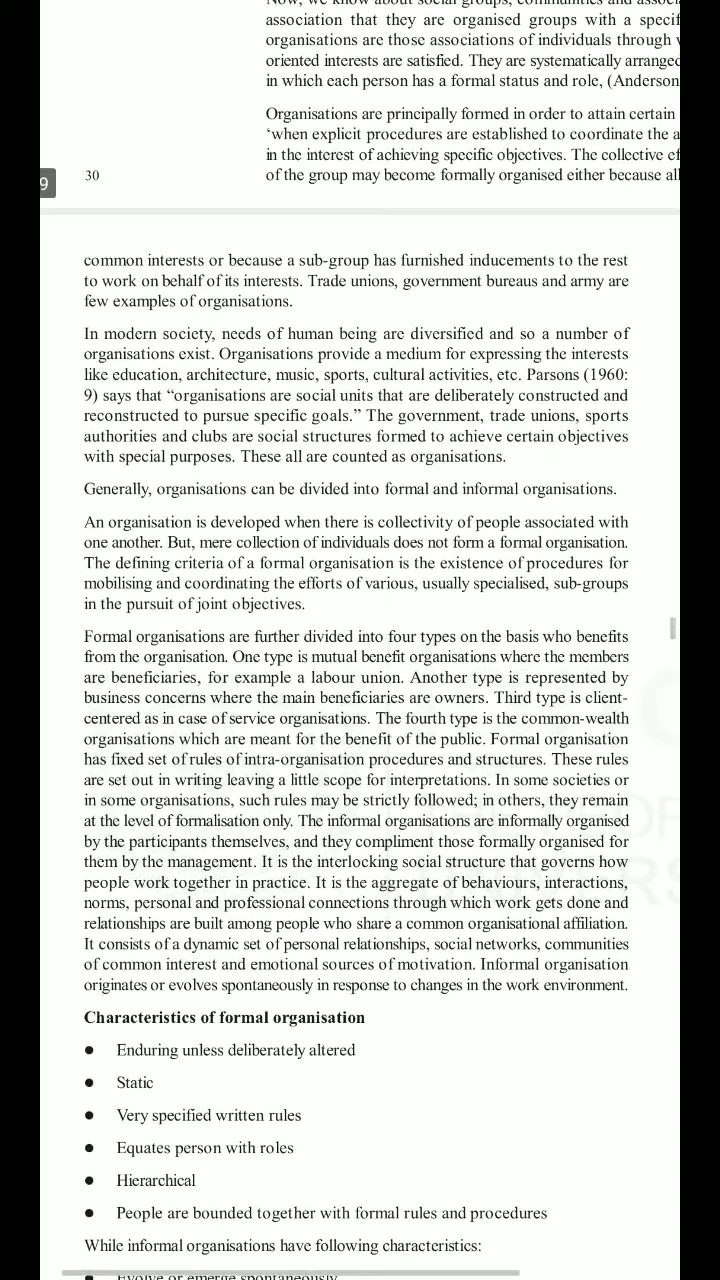 association that they are organised groups with a
organisations are those associations of individuals through
oriented interests are satisfied. They are systematically
in which each person has a formal status and role, (Anderson
Organisations are principally formed in order to attain certain
‘when explicit procedures are established to coordinate the
in the interest of achieving specific objectives. The collective
9
30
of the group may become formally organised either because
common interests or because a sub-group has furnished inducements to the rest
to work on behalf of its interests. Trade unions, government bureaus and army are
few examples of organisations.
In modern society, needs of human being are diversified and so a number of
organisations exist. Organisations provide a medium for expressing the interests
like education, architecture, music, sports, cultural activities, etc. Parsons (1960:
9) says that “organisations are social units that are deliberately constructed and
reconstructed to pursue specific goals.” The government, trade unions, sports
authorities and clubs are social structures formed to achieve certain objectives
with special purposes. These all are counted as organisations.
Generally, organisations can be divided into formal and informal organisations.
An organisation is developed when there is collectivity of people associated with
one another. But, mere collection of individuals does not form a formal organisation.
The defining criteria of a formal organisation is the existence of procedures for
mobilising and coordinating the efforts of various, usually specialised, sub-groups
in the pursuit of joint objectives.
Formal organisations are further divided into four types on the basis who benefits
from the organisation. One type is mutual benefit organisations where the members
are beneficiaries, for example a labour union. Another type is represented by
business concerns where the main beneficiaries are owners. Third type is client-
centered as in case of service organisations. The fourth type is the common-wealth
organisations which are meant for the benefit of the public. Formal organisation
has fixed set of rules of intra-organisation procedures and structures. These rules
are set out in writing leaving a little scope for interpretations. In some societies or
in some organisations, such rules may be strictly followed; in others, they remain
at the level of formalisation only. The informal organisations are informally organised
by the participants themselves, and they compliment those formally organised for
them by the management. It is the interlocking social structure that governs how
people work together in practice. It is the aggregate of behaviours, interactions,
norms, personal and professional connections through which work gets done and
relationships are built among people who share a common organisational affiliation.
It consists of a dynamic set of personal relationships, social networks, communities
of common interest and emotional sources of motivation. Informal organisation
originates or evolves spontaneously in response to changes in the work environment.
Characteristics of formal organisation
● Enduring unless deliberately altered
● Static
● Very specified written rules
● Equates person with roles
● Hierarchical
● People are bounded together with formal rules and procedures
While informal organisations have following characteristics:
● Evolve or emerge spontaneously